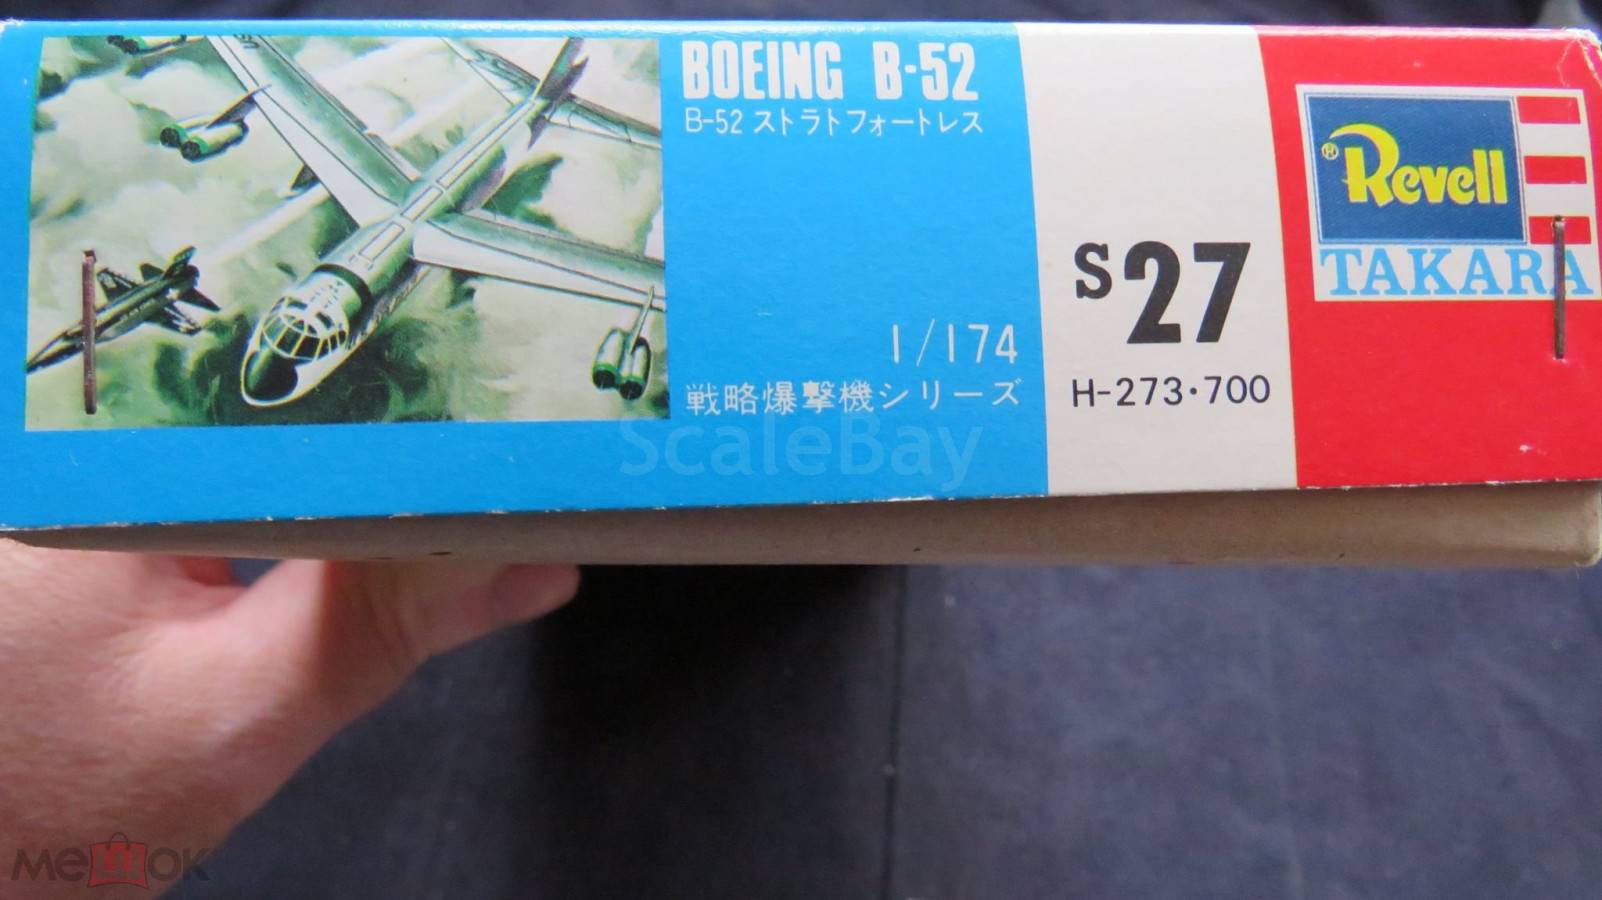 BOEING B-52
B-52 ストラトフォートレス
1/174
戦略爆撃機シリーズ
S27
H-273・700
® Revell
TAKARA
ScaleBay
мешок